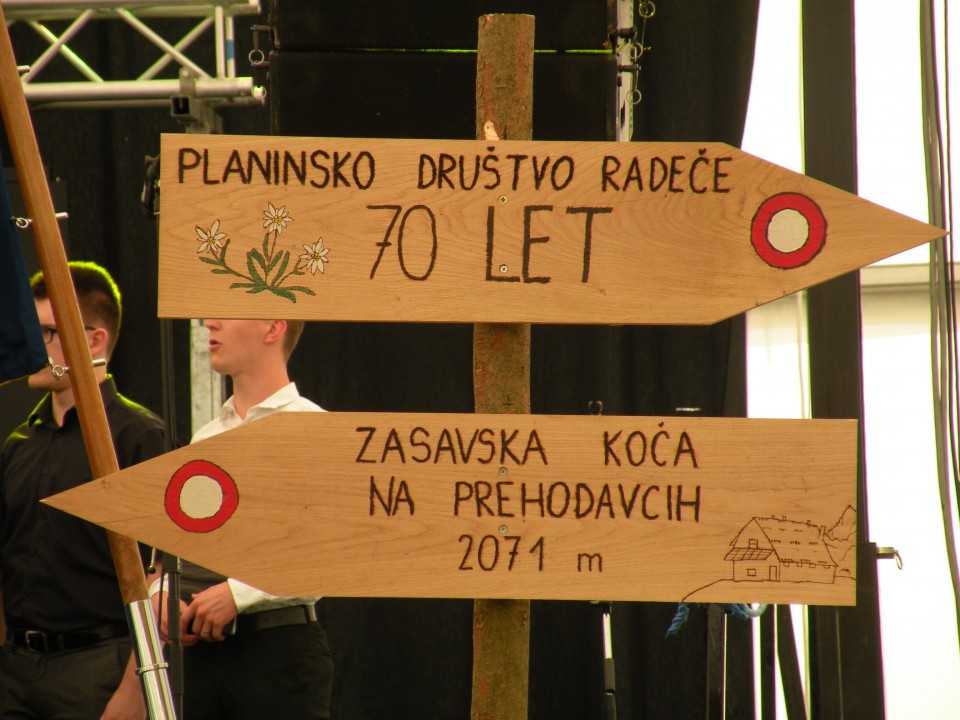 PLANINSKO DRUŠTVO RADEČE
70 LET
ZASAVSKA KOČA
NA PREHODAVCIH
2071 m